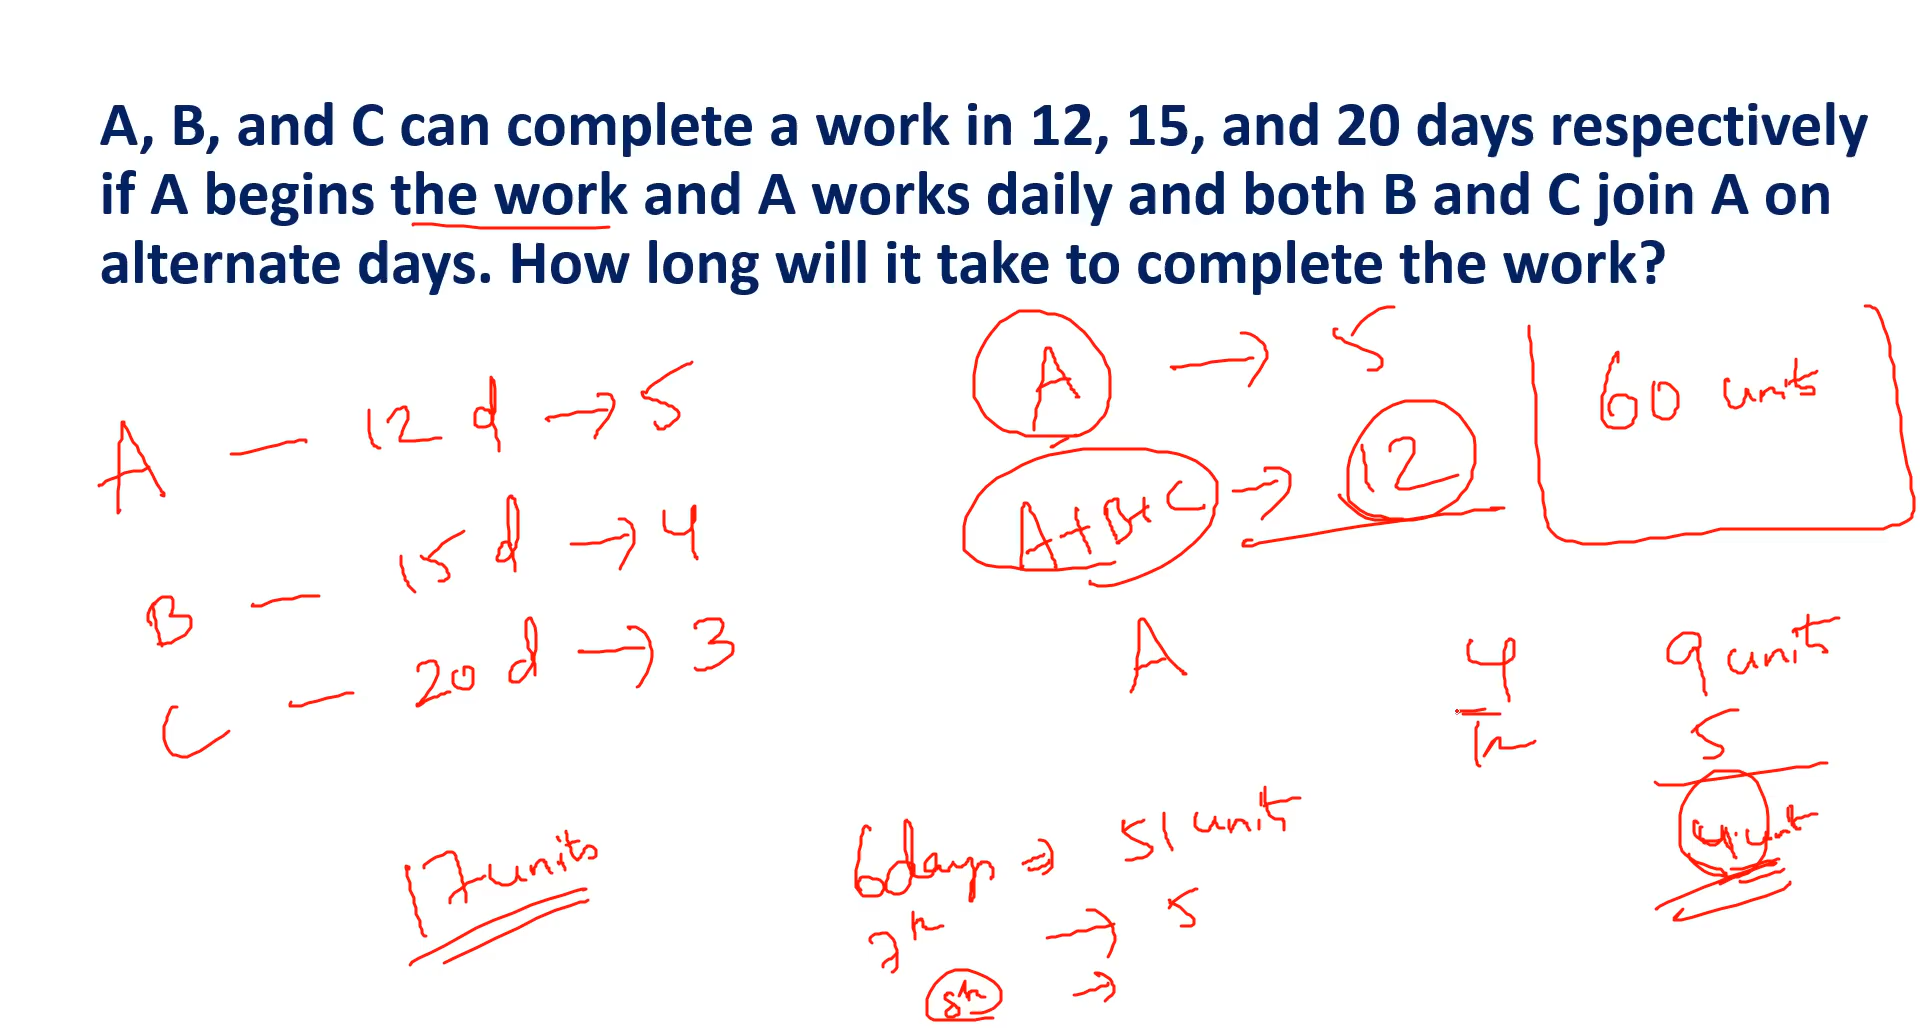 A, B, and C can complete a work in 12, 15, and 20 days respectively
if A begins the work and A works daily and both B and C join A on
alternate days. How long will it take to complete the work?
A — 12 d → 5
B — 15 d → 4
C — 20 d → 3
17 units
A → 5
A+B+C → 12
A
60 units
6 days ⇒ 51 unit
7th → 5
8th →
4
12
9 units
5
4 unit